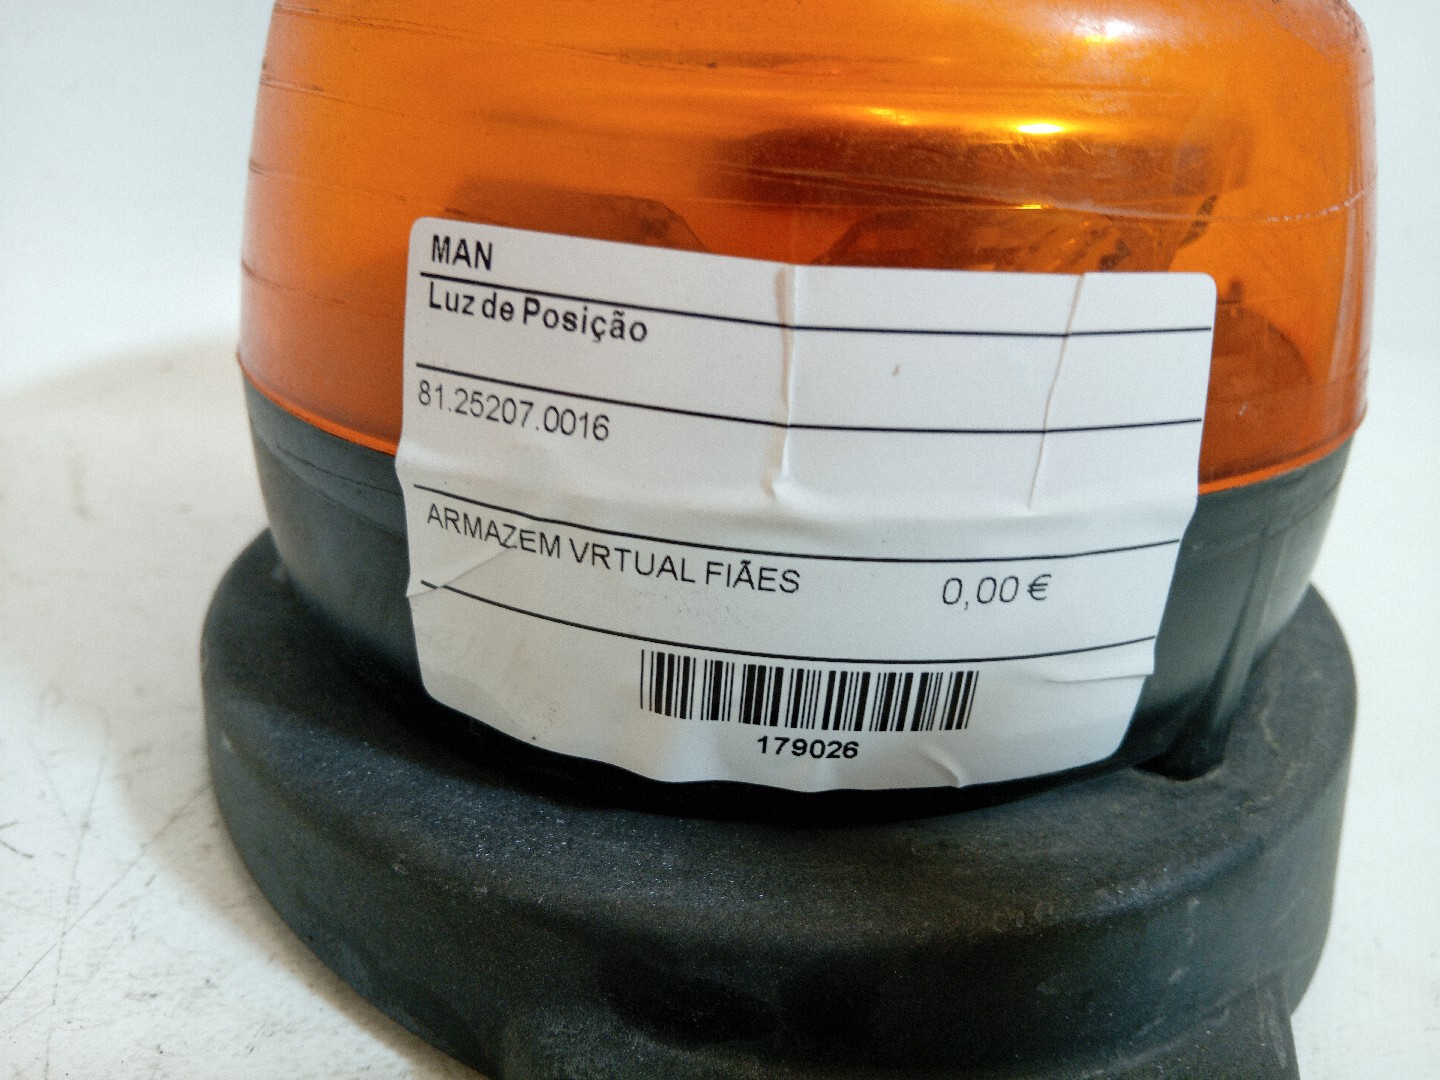 MAN
Luz de Posição
81.25207.0016
ARMAZEM VRTUAL FIÃES 0,00 €
179026